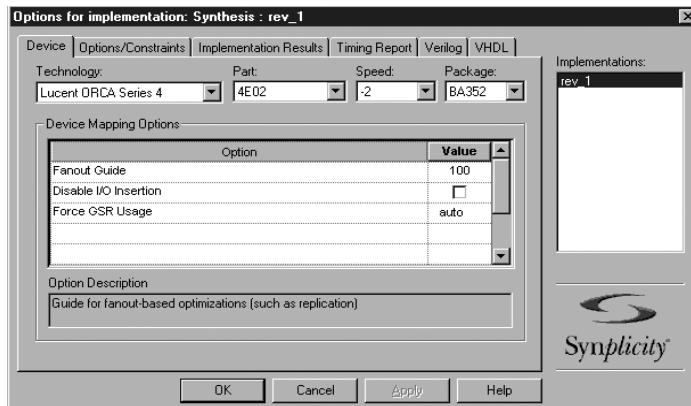 Options for implementation: Synthesis : rev_1
Device Options/Constraints Implementation Results Timing Report Verilog VHDL
Implementations:
rev_1
Technology: Part: Speed: Package:
Lucent ORCA Series 4 4E02 -2 BA352
Device Mapping Options
Option Value
Fanout Guide 100
Disable I/O Insertion
Force GSR Usage auto
Option Description
Guide for fanout-based optimizations (such as replication)
Synplicity
OK Cancel Apply Help